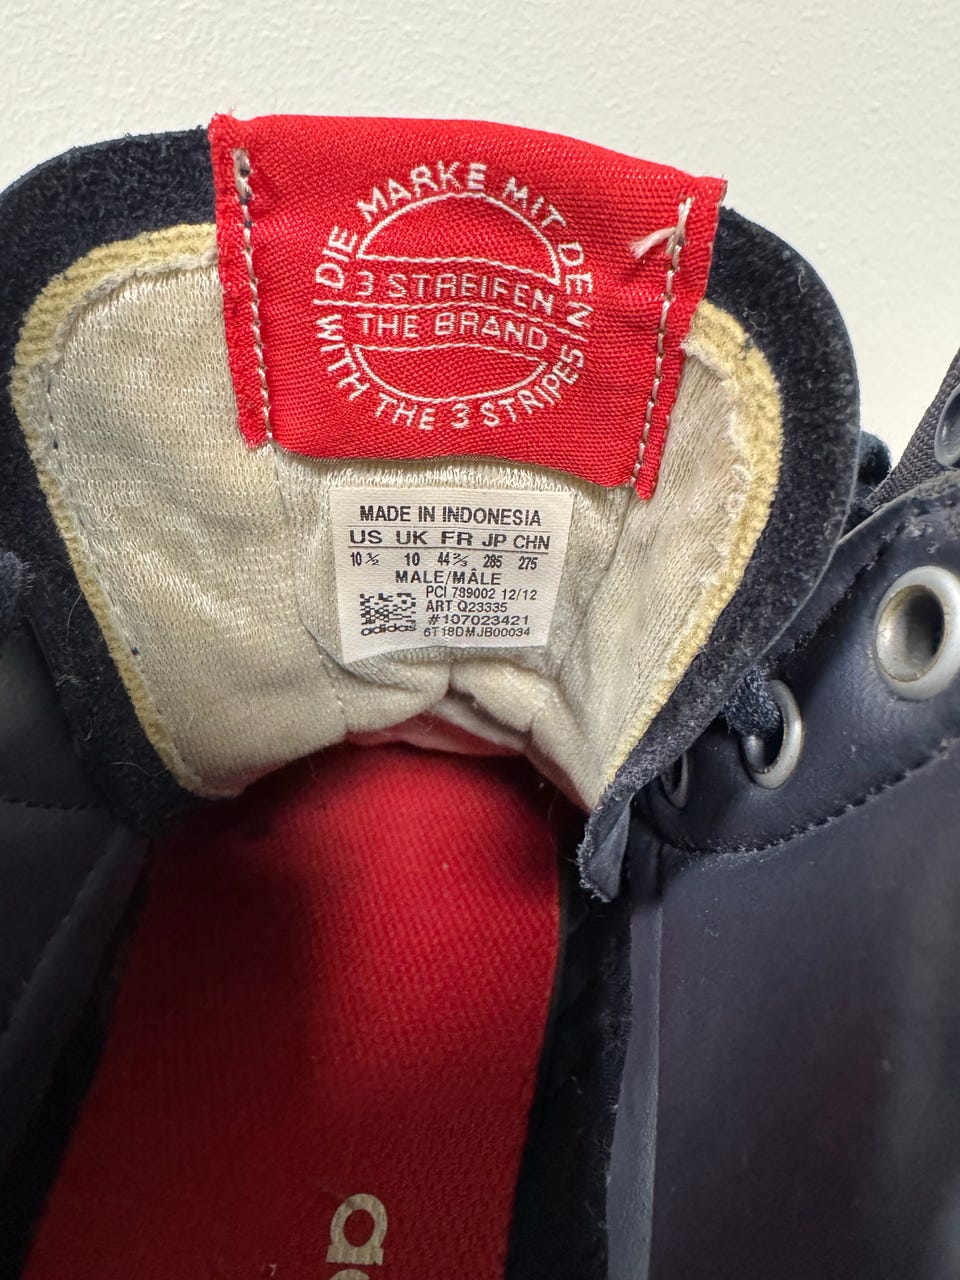 DIE MARKE MIT DEN
3 STREIFEN
THE BRAND
WITH THE 3 STRIPES
MADE IN INDONESIA
US UK FR JP CHN
10 ½ 10 44 ⅔ 285 275
MALE/MÂLE
PCI 789002 12/12
ART Q23335
#107023421
adidas 6T18DMJB00034